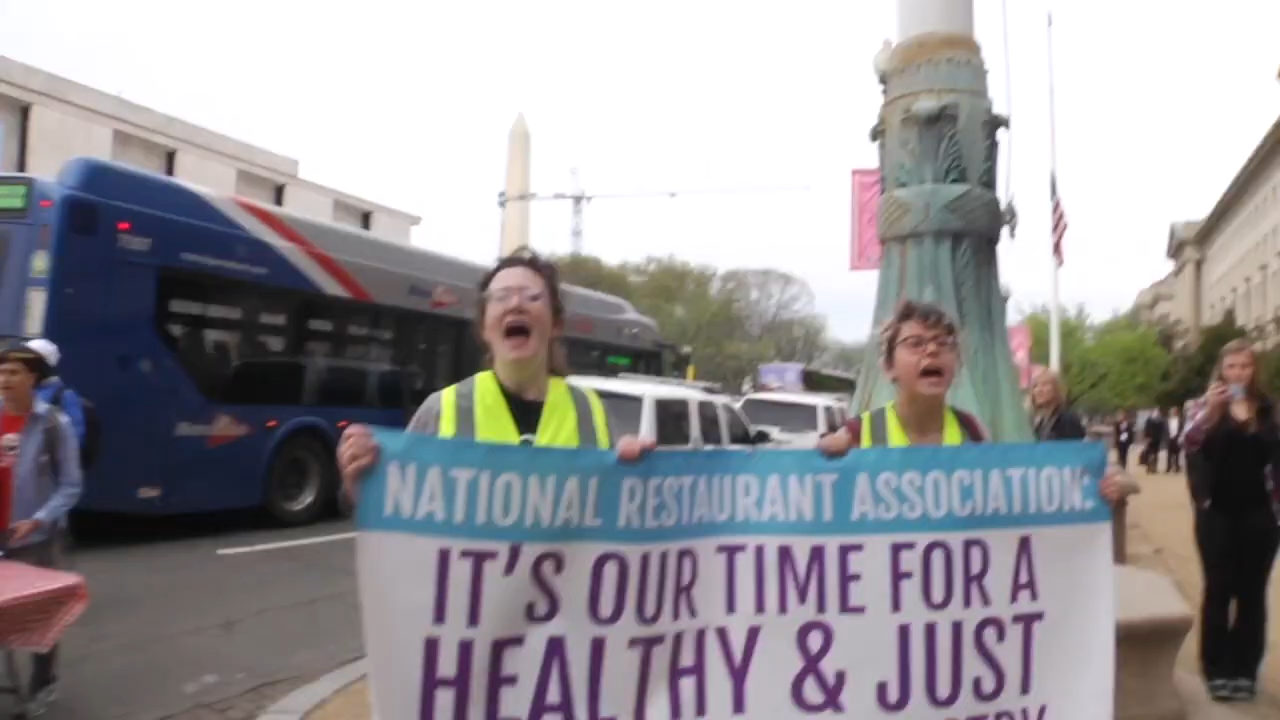 NATIONAL RESTAURANT ASSOCIATION:
IT'S OUR TIME FOR A
HEALTHY & JUST